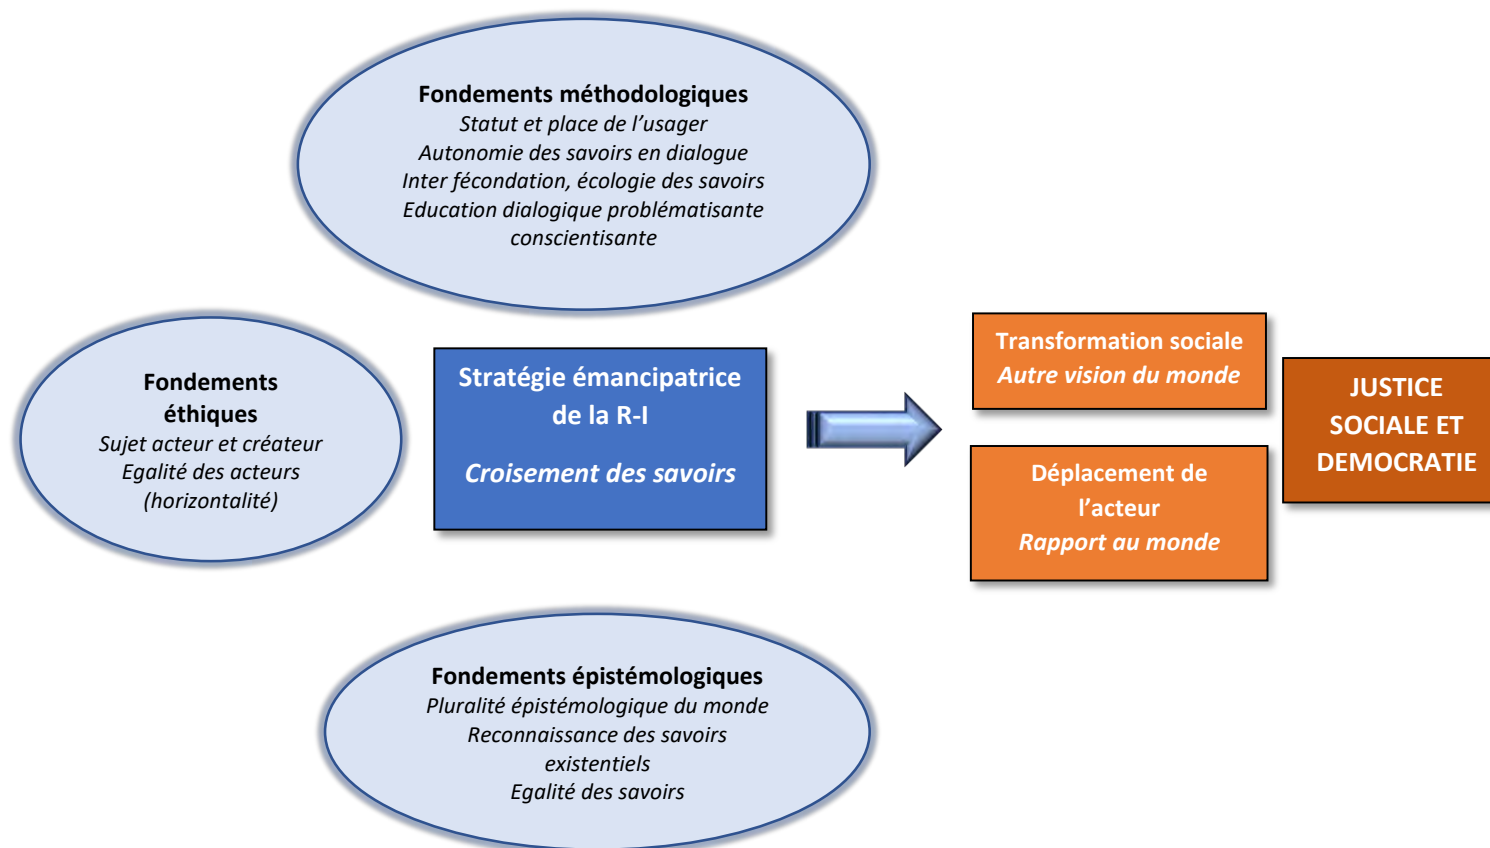 Fondements méthodologiques
Statut et place de l’usager
Autonomie des savoirs en dialogue
Inter fécondation, écologie des savoirs
Education dialogique problématisante
conscientisante
Fondements
éthiques
Sujet acteur et créateur
Egalité des acteurs
(horizontalité)
Stratégie émancipatrice
de la R-I
Croisement des savoirs
Transformation sociale
Autre vision du monde
Déplacement de
l’acteur
Rapport au monde
JUSTICE
SOCIALE ET
DEMOCRATIE
Fondements épistémologiques
Pluralité épistémologique du monde
Reconnaissance des savoirs
existentiels
Egalité des savoirs